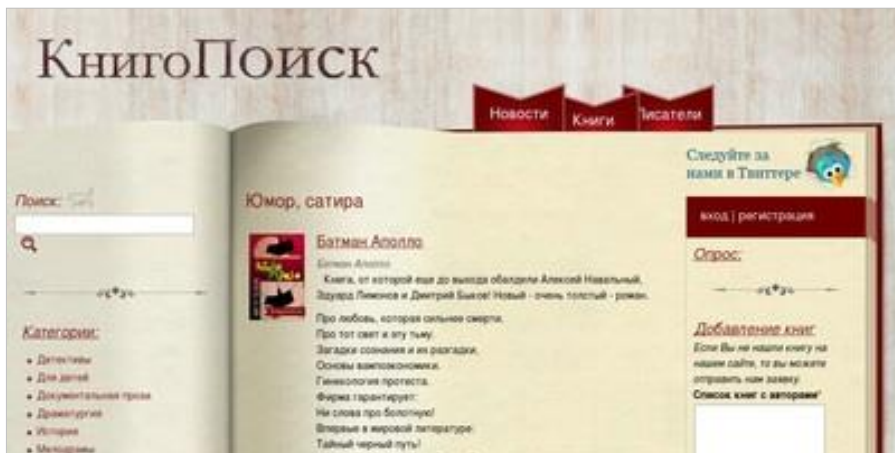 КнигоПоиск
Новости
Книги
Писатели
Следуйте за
нами в Твиттере
Поиск:
вход | регистрация
Юмор, сатира
Батман Аполло
Батман Аполло
Книга, от которой еще до выхода обалдели Алексей Навальный,
Эдуард Лимонов и Дмитрий Быков! Новый - очень толстый - роман.
Про любовь, которая сильнее смерти.
Про тот свет и эту тьму.
Загадки сознания и их разгадки.
Основы вампоэкономики.
Гинекология протеста.
Фирма гарантирует:
Ни слова про болотную!
Впервые в мировой литературе:
Тайный черный путь!
Категории:
Детективы
Для детей
Документальная проза
Драматургия
История
Мелодрамы
Опрос:
Добавление книг
Если Вы не нашли книгу на
нашем сайте, то вы можете
отправить нам заявку.
Список книг с авторами*